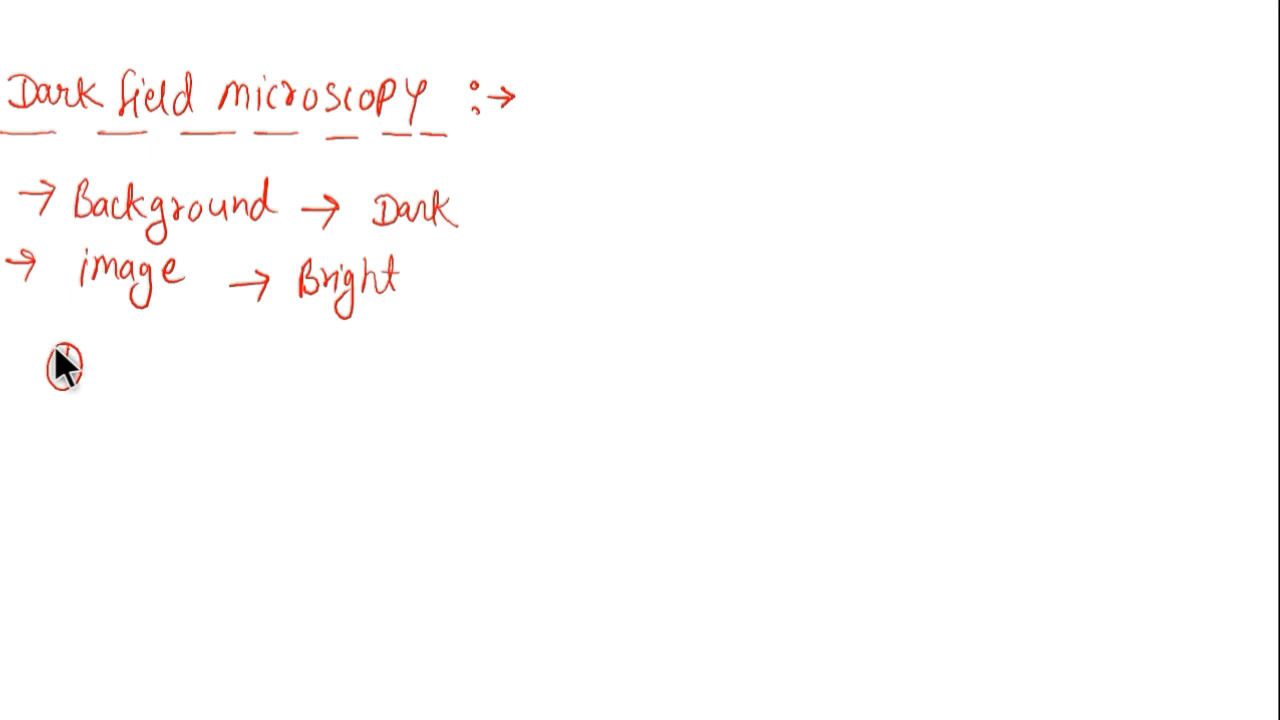 Dark field microscopy :→
→ Background → Dark
→ image → Bright